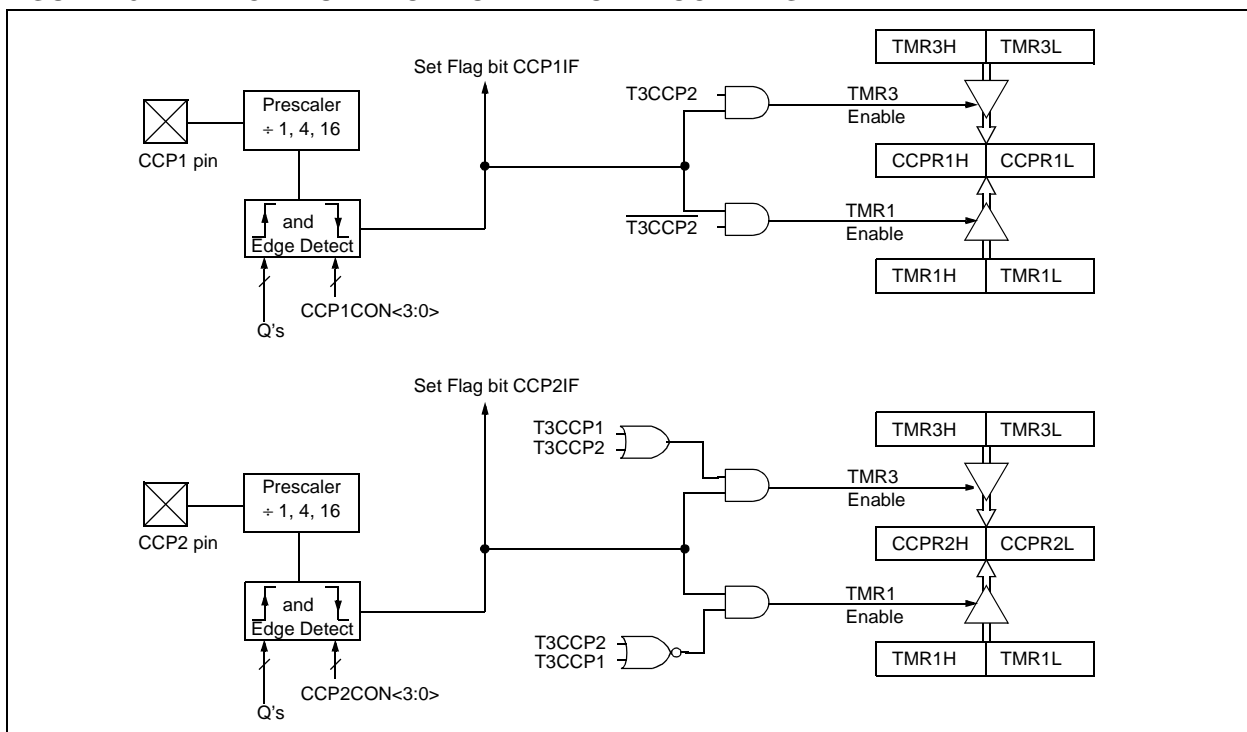 TMR3H TMR3L
Set Flag bit CCP1IF
T3CCP2
TMR3
Enable
Prescaler
÷ 1, 4, 16
CCP1 pin
CCPR1H CCPR1L
and
Edge Detect
T3CCP2
TMR1
Enable
TMR1H TMR1L
CCP1CON<3:0>
Q's
Set Flag bit CCP2IF
TMR3H TMR3L
T3CCP1
T3CCP2
TMR3
Enable
Prescaler
÷ 1, 4, 16
CCP2 pin
CCPR2H CCPR2L
and
Edge Detect
TMR1
Enable
T3CCP2
T3CCP1
TMR1H TMR1L
CCP2CON<3:0>
Q's